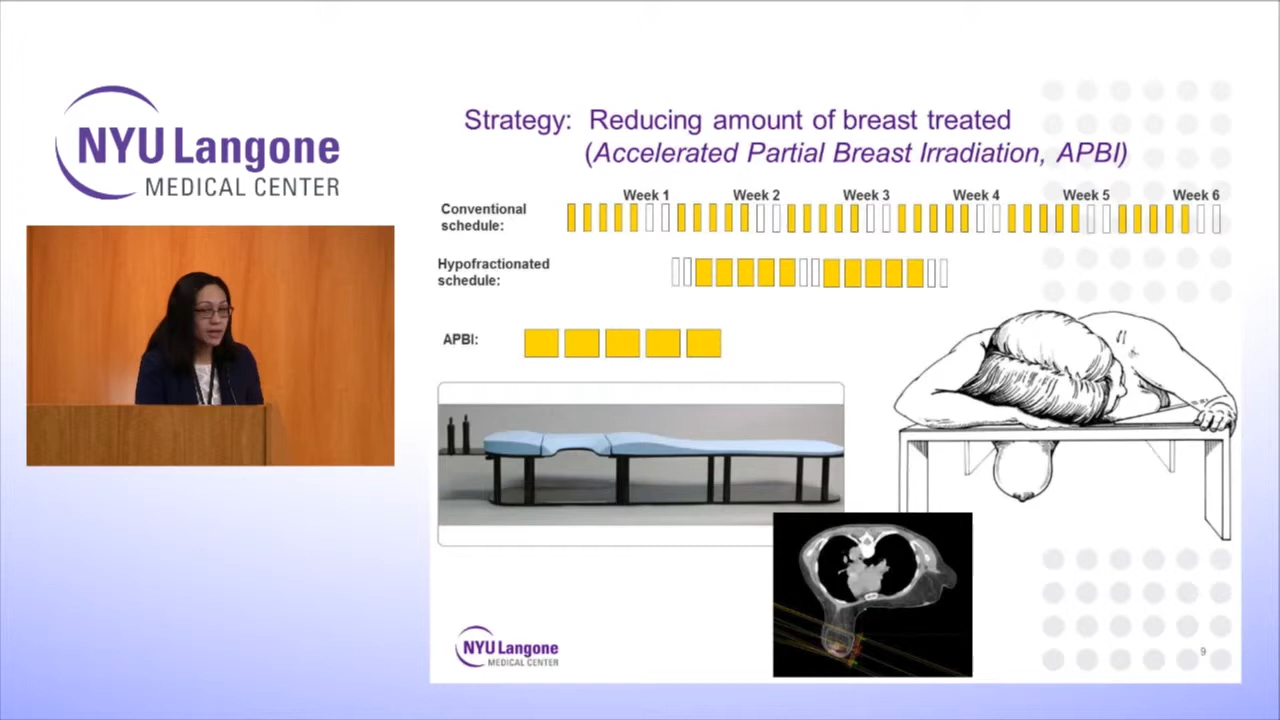 NYU Langone
MEDICAL CENTER
Strategy: Reducing amount of breast treated
(Accelerated Partial Breast Irradiation, APBI)
Week 1 Week 2 Week 3 Week 4 Week 5 Week 6
Conventional
schedule:
Hypofractionated
schedule:
APBI:
NYU Langone
MEDICAL CENTER
9